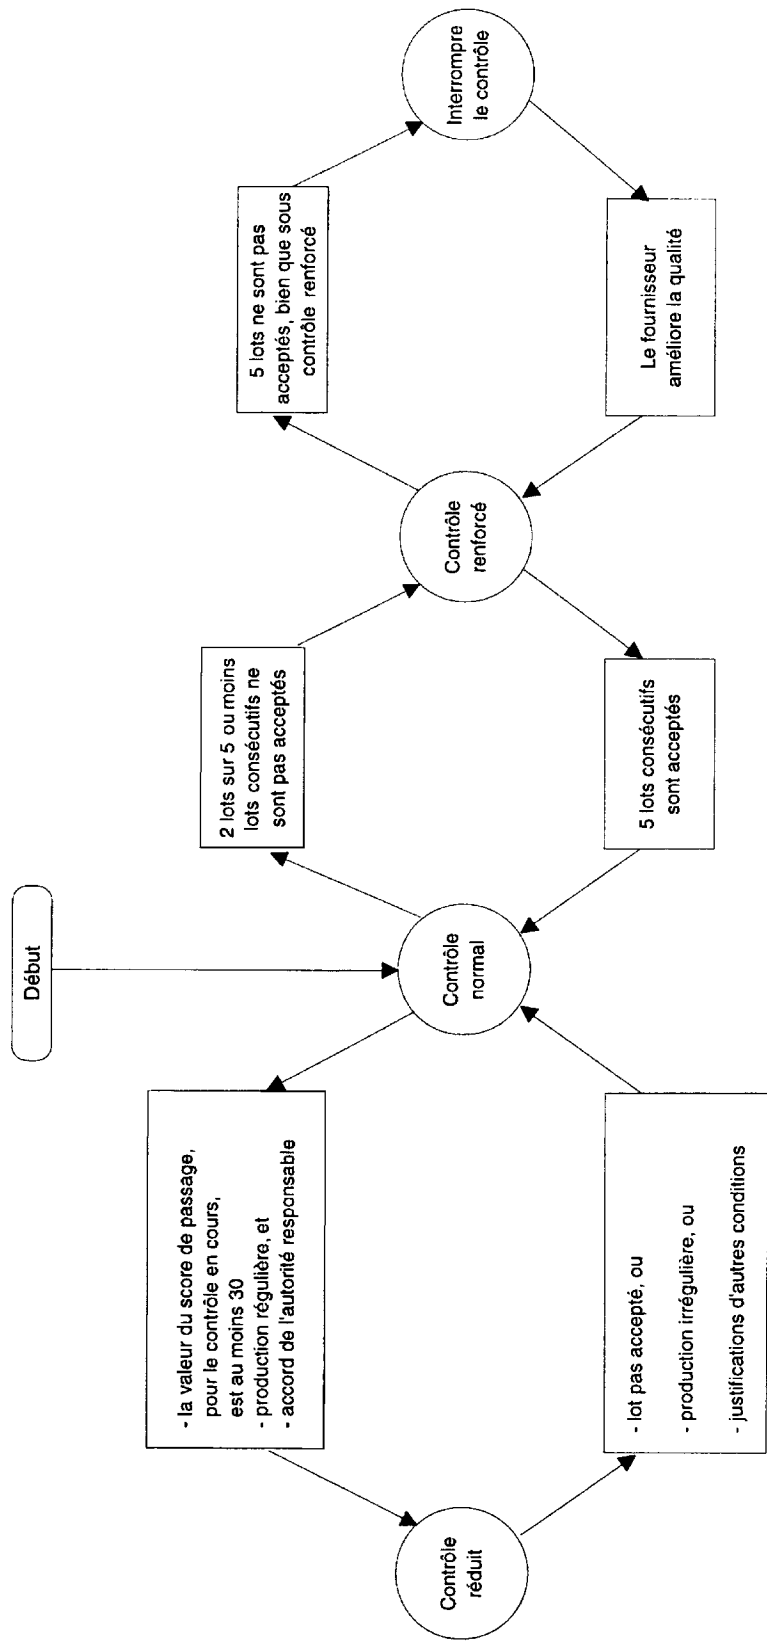 Début
- la valeur du score de passage,
pour le contrôle en cours,
est au moins 30
- production régulière, et
- accord de l'autorité responsable
2 lots sur 5 ou moins
lots consécutifs ne
sont pas acceptés
5 lots ne sont pas
acceptés, bien que sous
contrôle renforcé
Contrôle
réduit
Contrôle
normal
Contrôle
renforcé
Interrompre
le contrôle
- lot pas accepté, ou
- production irrégulière, ou
- justifications d'autres conditions
5 lots consécutifs
sont acceptés
Le fournisseur
améliore la qualité